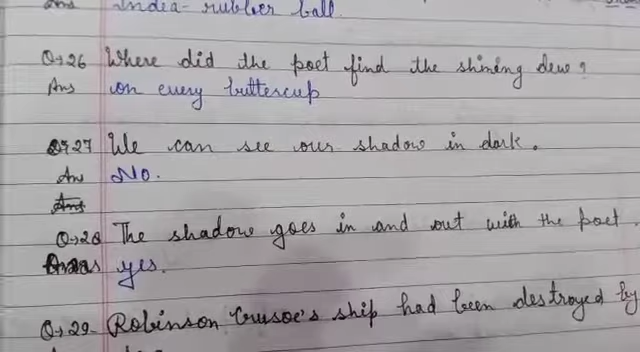 Ans India-rubber ball.
Q→26 Where did the poet find the shining dew?
Ans on every buttercup
Q→27 We can see our shadow in dark.
Ans No.
Ans
Q→28 The shadow goes in and out with the poet.
Ans yes.
Q→29 Robinson Crusoe's ship had been destroyed by